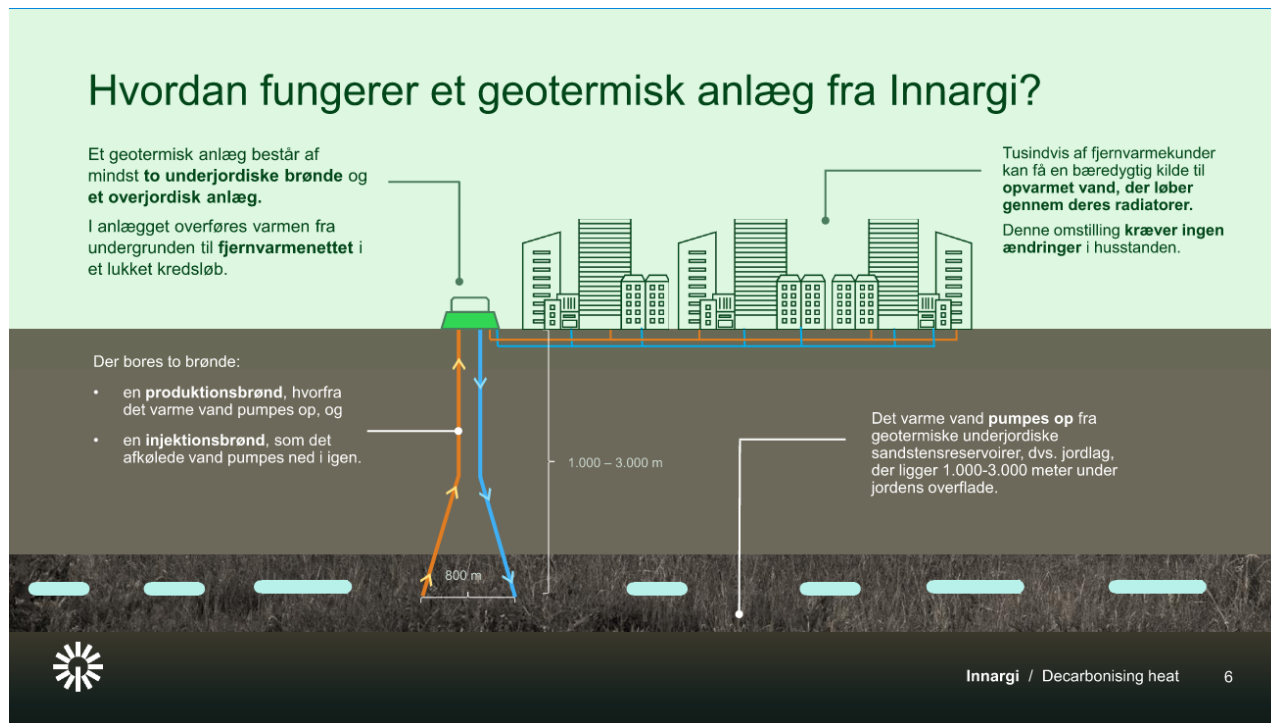 Hvordan fungerer et geotermisk anlæg fra Innargi?
Et geotermisk anlæg består af
mindst to underjordiske brønde og
et overjordisk anlæg.
I anlægget overføres varmen fra
undergrunden til fjernvarmenettet i
et lukket kredsløb.
Tusindvis af fjernvarmekunder
kan få en bæredygtig kilde til
opvarmet vand, der løber
gennem deres radiatorer.
Denne omstilling kræver ingen
ændringer i husstanden.
Der bores to brønde:
• en produktionsbrønd, hvorfra
det varme vand pumpes op, og
• en injektionsbrønd, som det
afkølede vand pumpes ned i igen.
1.000 – 3.000 m
Det varme vand pumpes op fra
geotermiske underjordiske
sandstensreservoirer, dvs. jordlag,
der ligger 1.000-3.000 meter under
jordens overflade.
800 m
Innargi / Decarbonising heat 6